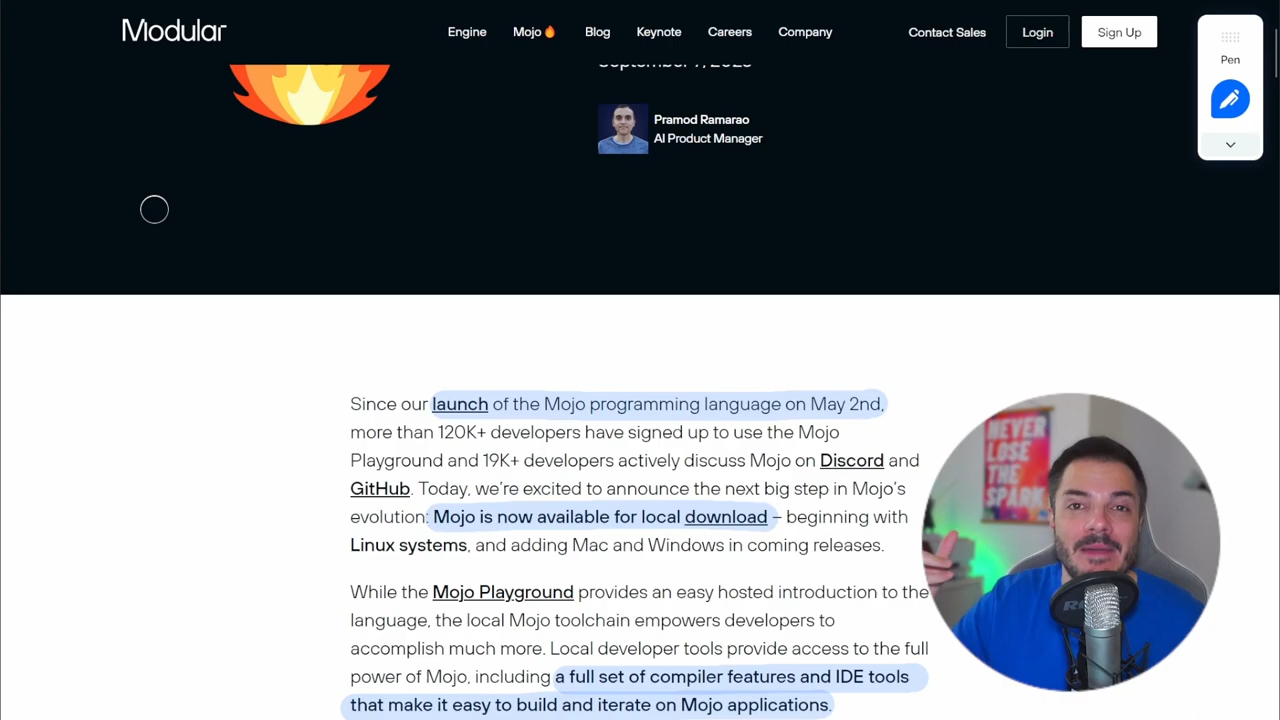 Modular
Engine Mojo🔥 Blog Keynote Careers Company Contact Sales Login Sign Up
Pen
September 7, 2023
Pramod Ramarao
AI Product Manager
Since our launch of the Mojo programming language on May 2nd,
more than 120K+ developers have signed up to use the Mojo
Playground and 19K+ developers actively discuss Mojo on Discord and
GitHub. Today, we’re excited to announce the next big step in Mojo’s
evolution: Mojo is now available for local download – beginning with
Linux systems, and adding Mac and Windows in coming releases.
While the Mojo Playground provides an easy hosted introduction to the
language, the local Mojo toolchain empowers developers to
accomplish much more. Local developer tools provide access to the full
power of Mojo, including a full set of compiler features and IDE tools
that make it easy to build and iterate on Mojo applications.
NEVER
LOSE
THE
SPARK